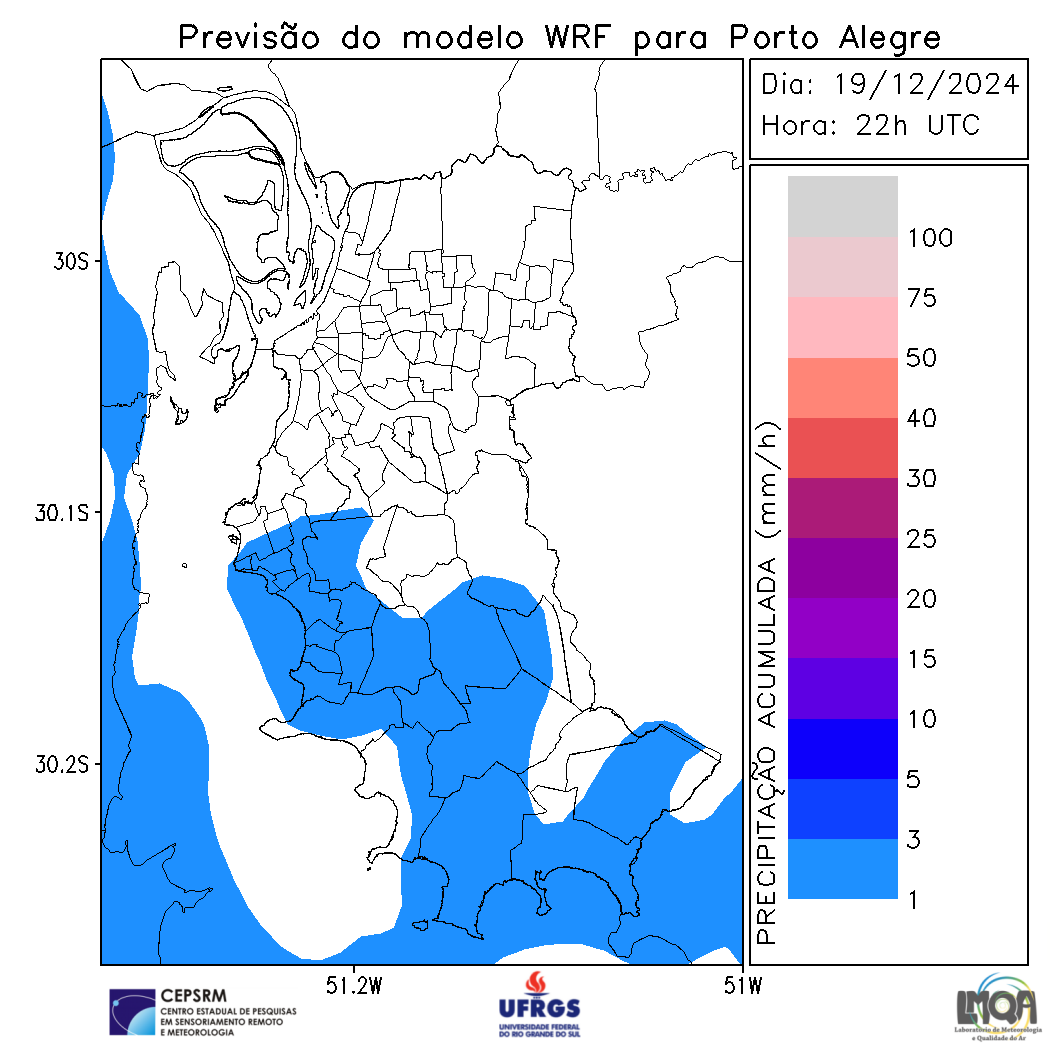 Previsão do modelo WRF para Porto Alegre
Dia: 19/12/2024
Hora: 22h UTC
30S
30.1S
30.2S
51.2W
51W
PRECIPITAÇÃO ACUMULADA (mm/h)
100
75
50
40
30
25
20
15
10
5
3
1
CEPSRM
CENTRO ESTADUAL DE PESQUISAS
EM SENSORIAMENTO REMOTO
E METEOROLOGIA
UFRGS
UNIVERSIDADE FEDERAL
DO RIO GRANDE DO SUL
LMQA
Laboratório de Meteorologia
e Qualidade do Ar